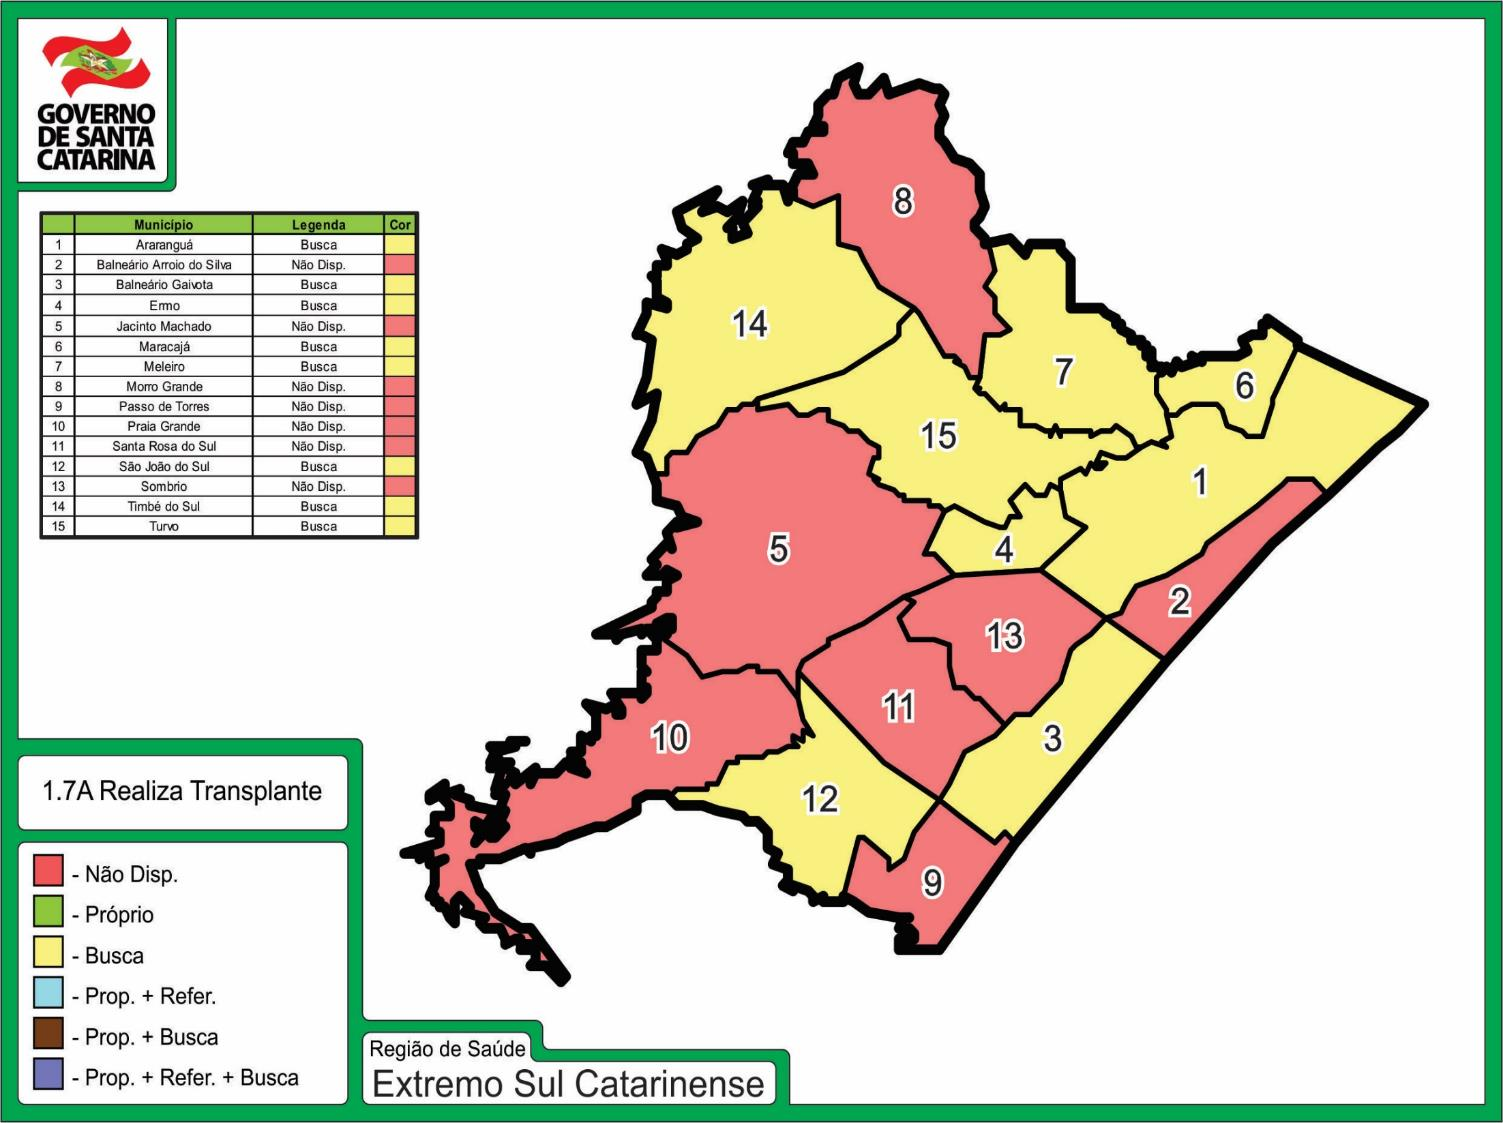 GOVERNO
DE SANTA
CATARINA
Município Legenda Cor
1 Araranguá Busca
2 Balneário Arroio do Silva Não Disp.
3 Balneário Gaivota Busca
4 Ermo Busca
5 Jacinto Machado Não Disp.
6 Maracajá Busca
7 Meleiro Busca
8 Morro Grande Não Disp.
9 Passo de Torres Não Disp.
10 Praia Grande Não Disp.
11 Santa Rosa do Sul Não Disp.
12 São João do Sul Busca
13 Sombrio Não Disp.
14 Timbé do Sul Busca
15 Turvo Busca
8
14
7
6
15
1
5
4
2
13
11
10
3
12
9
1.7A Realiza Transplante
- Não Disp.
- Próprio
- Busca
- Prop. + Refer.
- Prop. + Busca
- Prop. + Refer. + Busca
Região de Saúde
Extremo Sul Catarinense